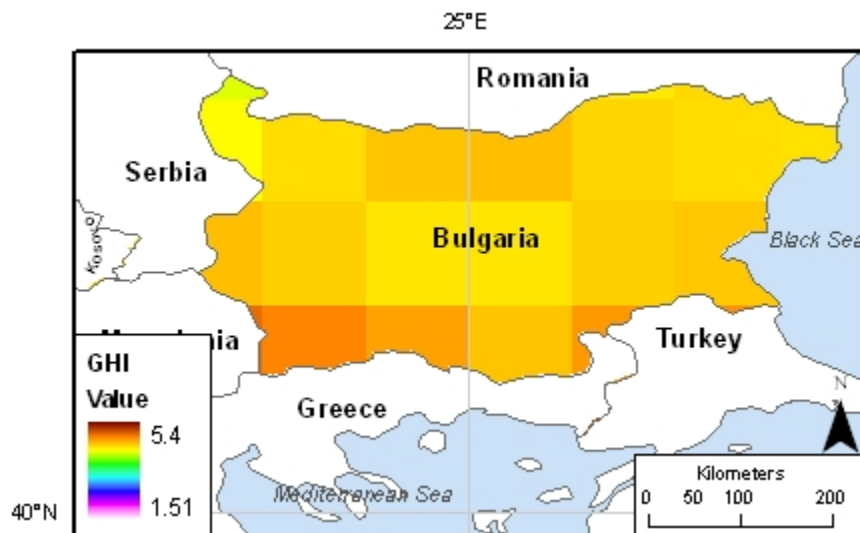 25°E
Romania
Serbia
Kosovo
Bulgaria
Black Sea
Turkey
GHI
Value
5.4
1.51
Greece
N
Kilometers
0 50 100 200
Mediterranean Sea
40°N